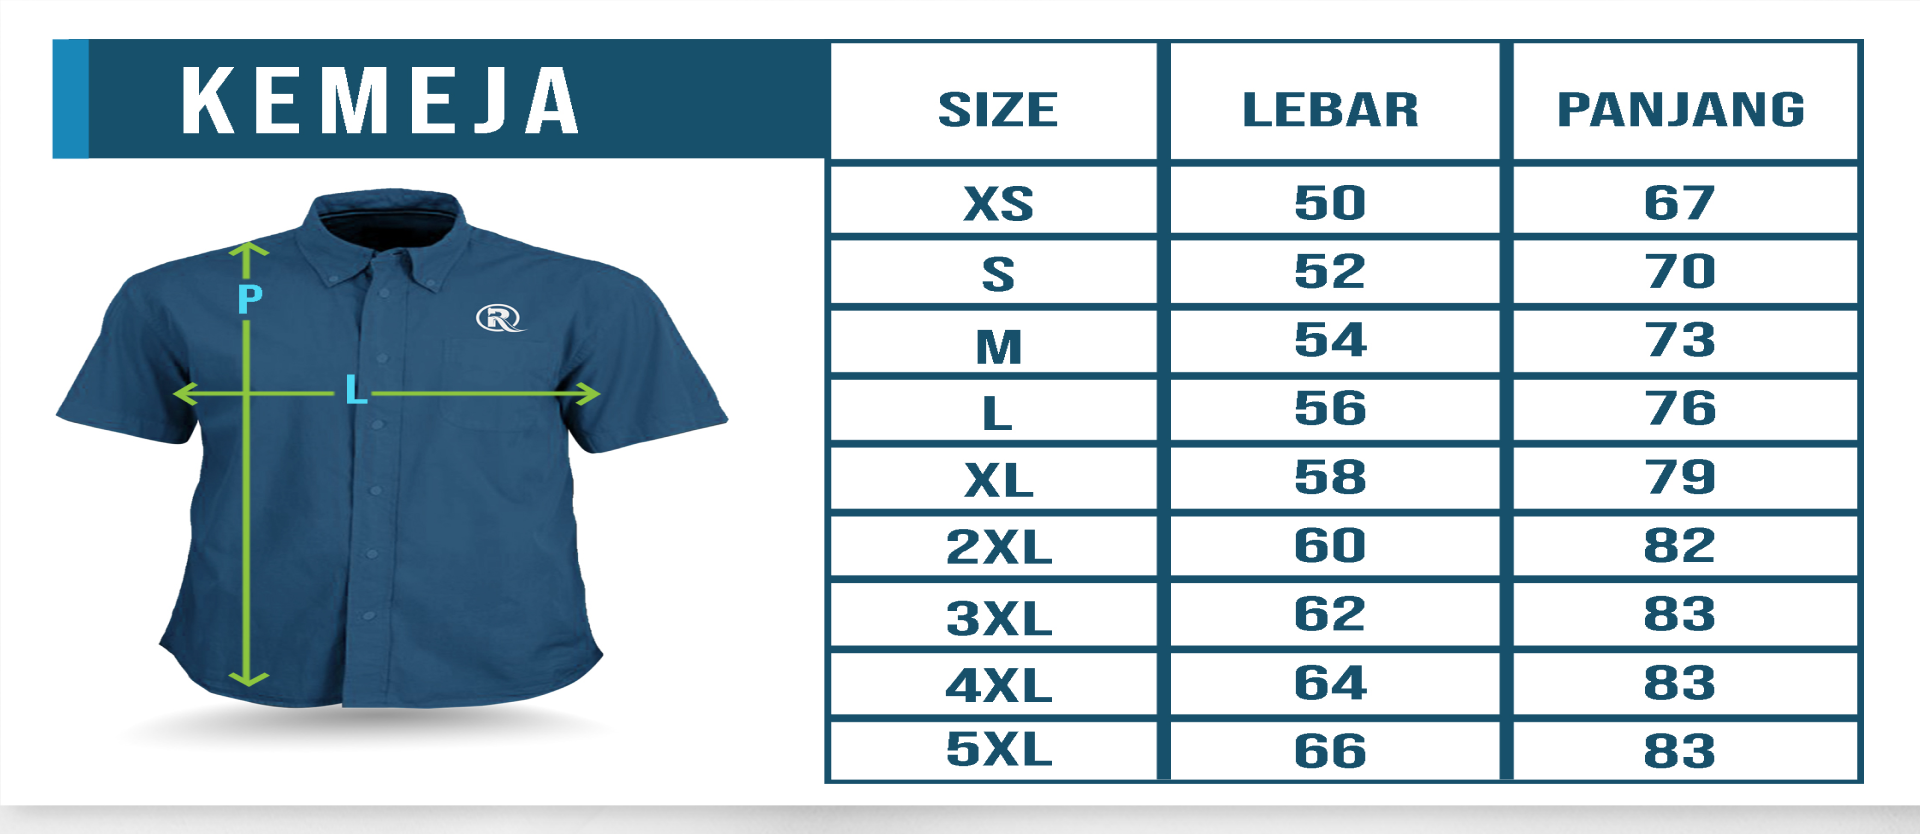 KEMEJA
P
L
R
SIZE LEBAR PANJANG
XS 50 67
S 52 70
M 54 73
L 56 76
XL 58 79
2XL 60 82
3XL 62 83
4XL 64 83
5XL 66 83